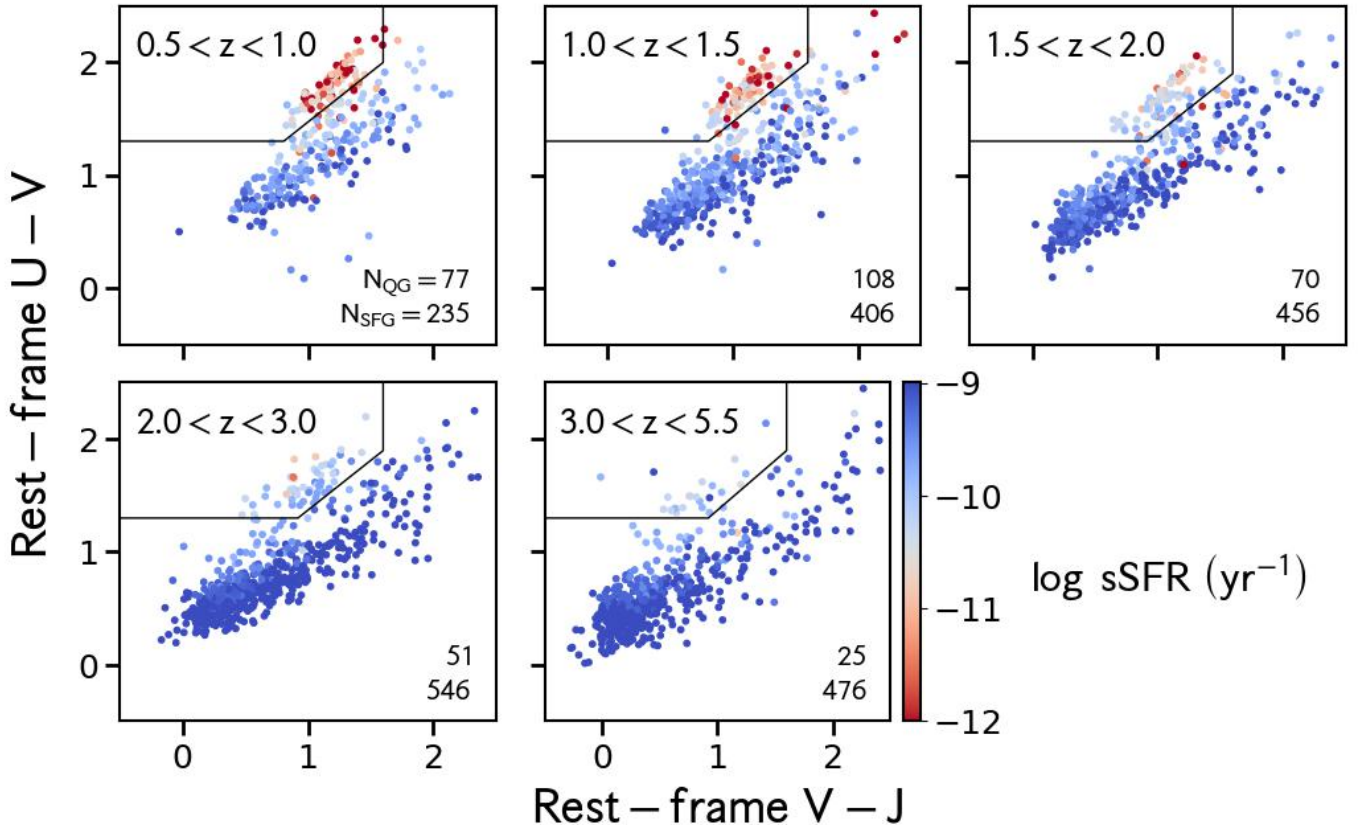 Rest–frame U – V
0.5 < z < 1.0
2
1
0
N_QG = 77
N_SFG = 235
1.0 < z < 1.5
108
406
1.5 < z < 2.0
70
456
2.0 < z < 3.0
2
1
0
51
546
0 1 2
3.0 < z < 5.5
25
476
0 1 2
−9
−10
−11
−12
log sSFR (yr⁻¹)
Rest–frame V – J